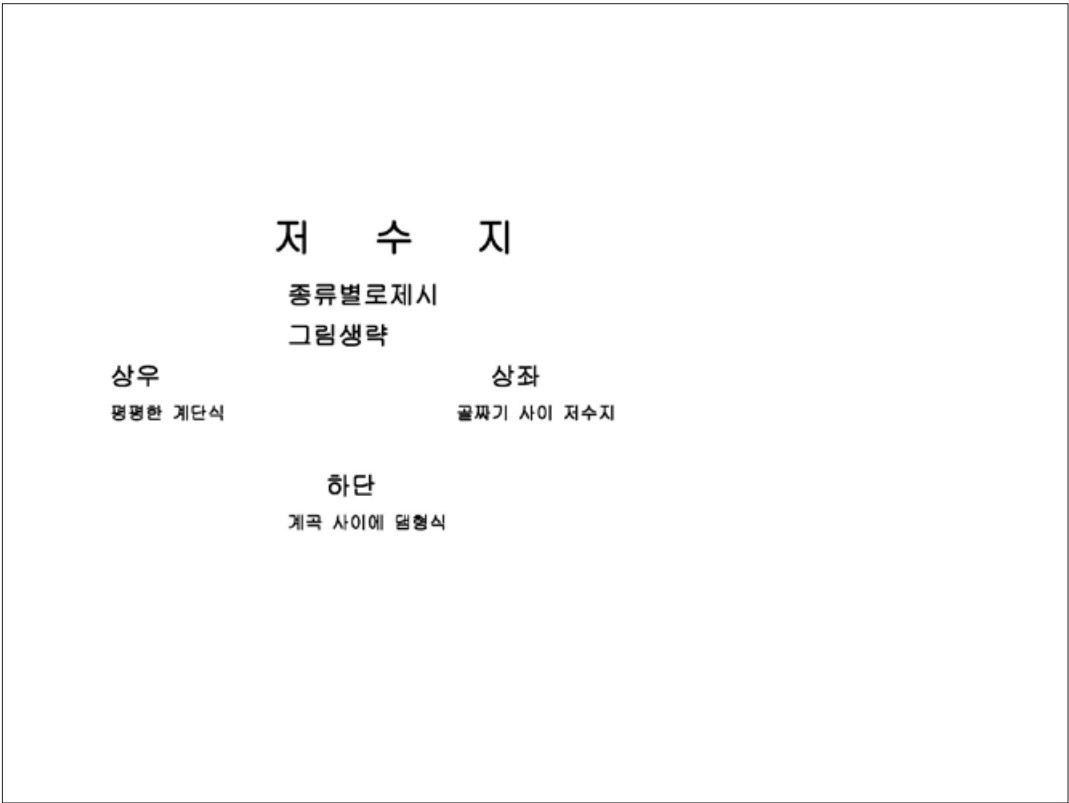 저 수 지
종류별로제시
그림생략
상우 상좌
평평한 계단식 골짜기 사이 저수지
하단
계곡 사이에 댐형식